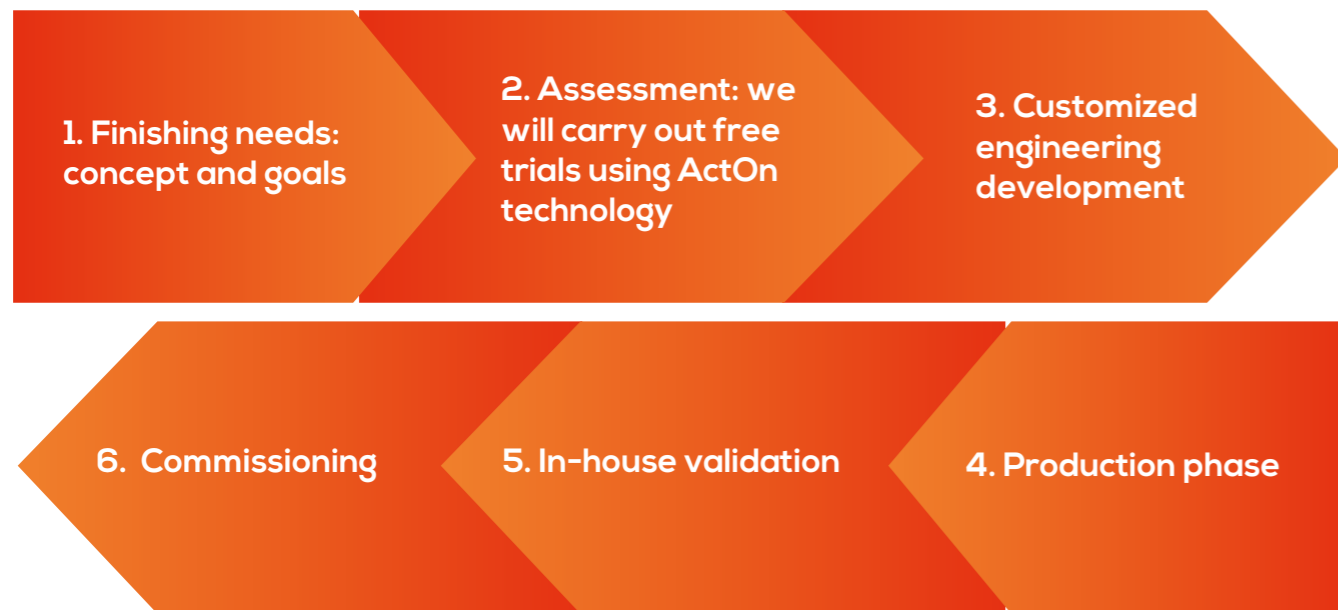 1. Finishing needs:
concept and goals
2. Assessment: we
will carry out free
trials using ActOn
technology
3. Customized
engineering
development
4. Production phase
5. In-house validation
6. Commissioning